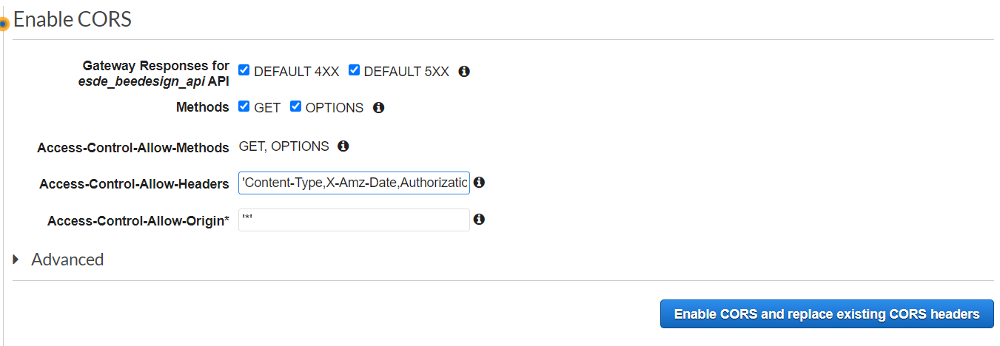 Enable CORS
Gateway Responses for
esde_beedesign_api API
DEFAULT 4XX DEFAULT 5XX
Methods GET OPTIONS
Access-Control-Allow-Methods GET, OPTIONS
Access-Control-Allow-Headers 'Content-Type,X-Amz-Date,Authorizatic
Access-Control-Allow-Origin* '*'
Advanced
Enable CORS and replace existing CORS headers